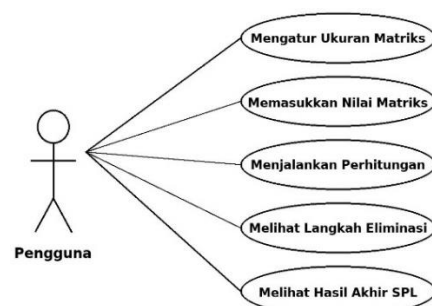 Mengatur Ukuran Matriks
Memasukkan Nilai Matriks
Menjalankan Perhitungan
Melihat Langkah Eliminasi
Melihat Hasil Akhir SPL
Pengguna